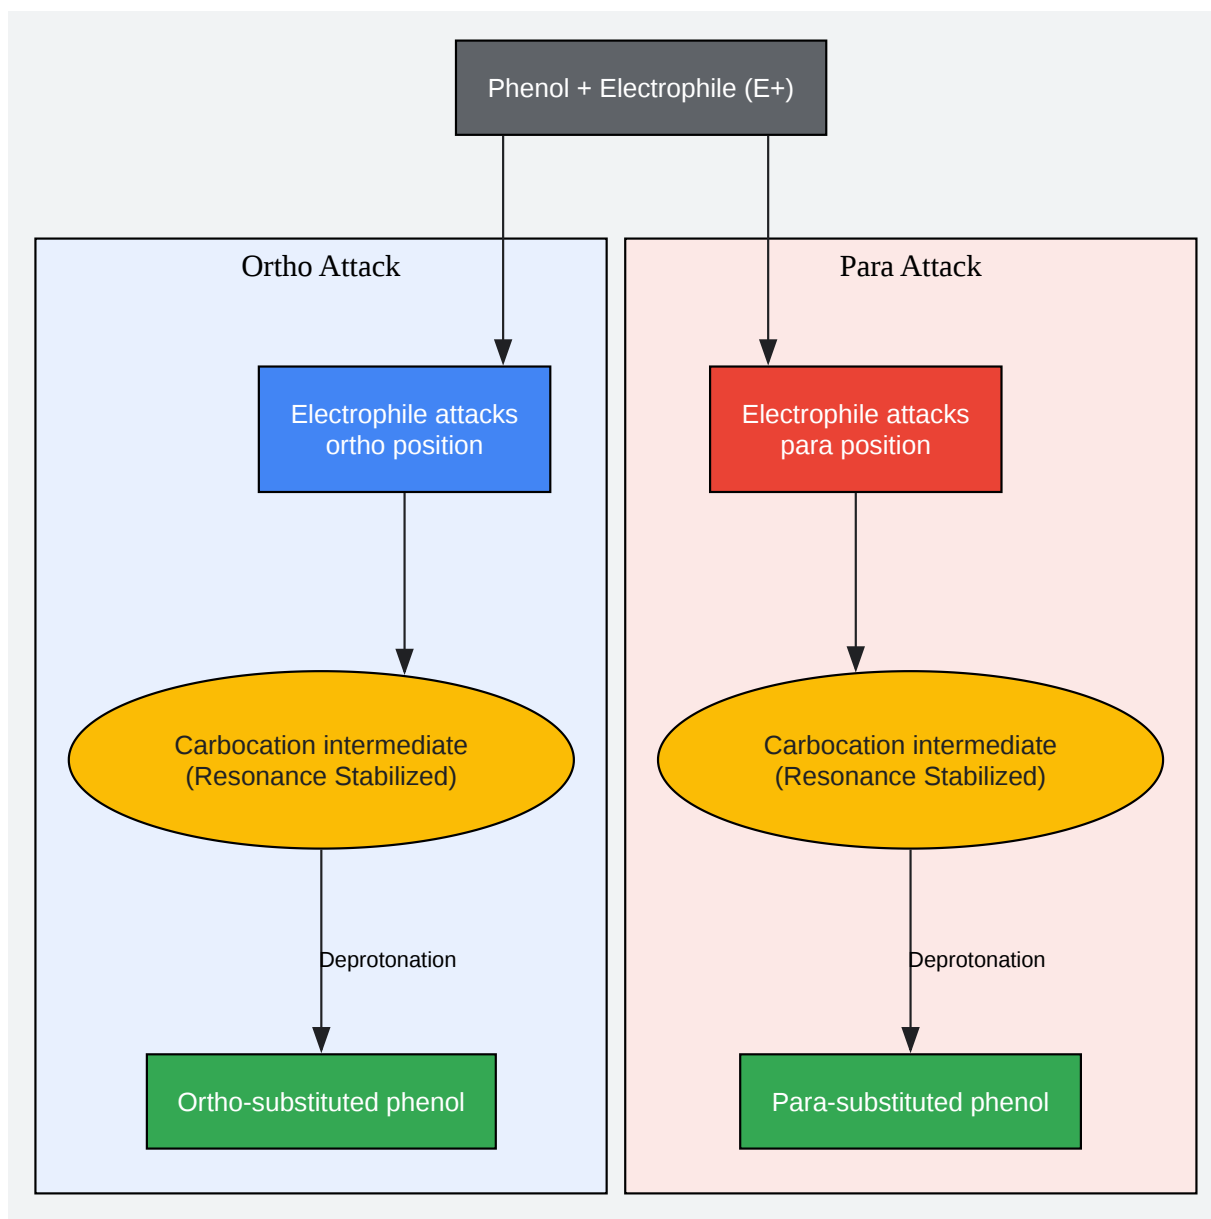 Phenol + Electrophile (E+)
Ortho Attack
Electrophile attacks
ortho position
Carbocation intermediate
(Resonance Stabilized)
Deprotonation
Ortho-substituted phenol
Para Attack
Electrophile attacks
para position
Carbocation intermediate
(Resonance Stabilized)
Deprotonation
Para-substituted phenol